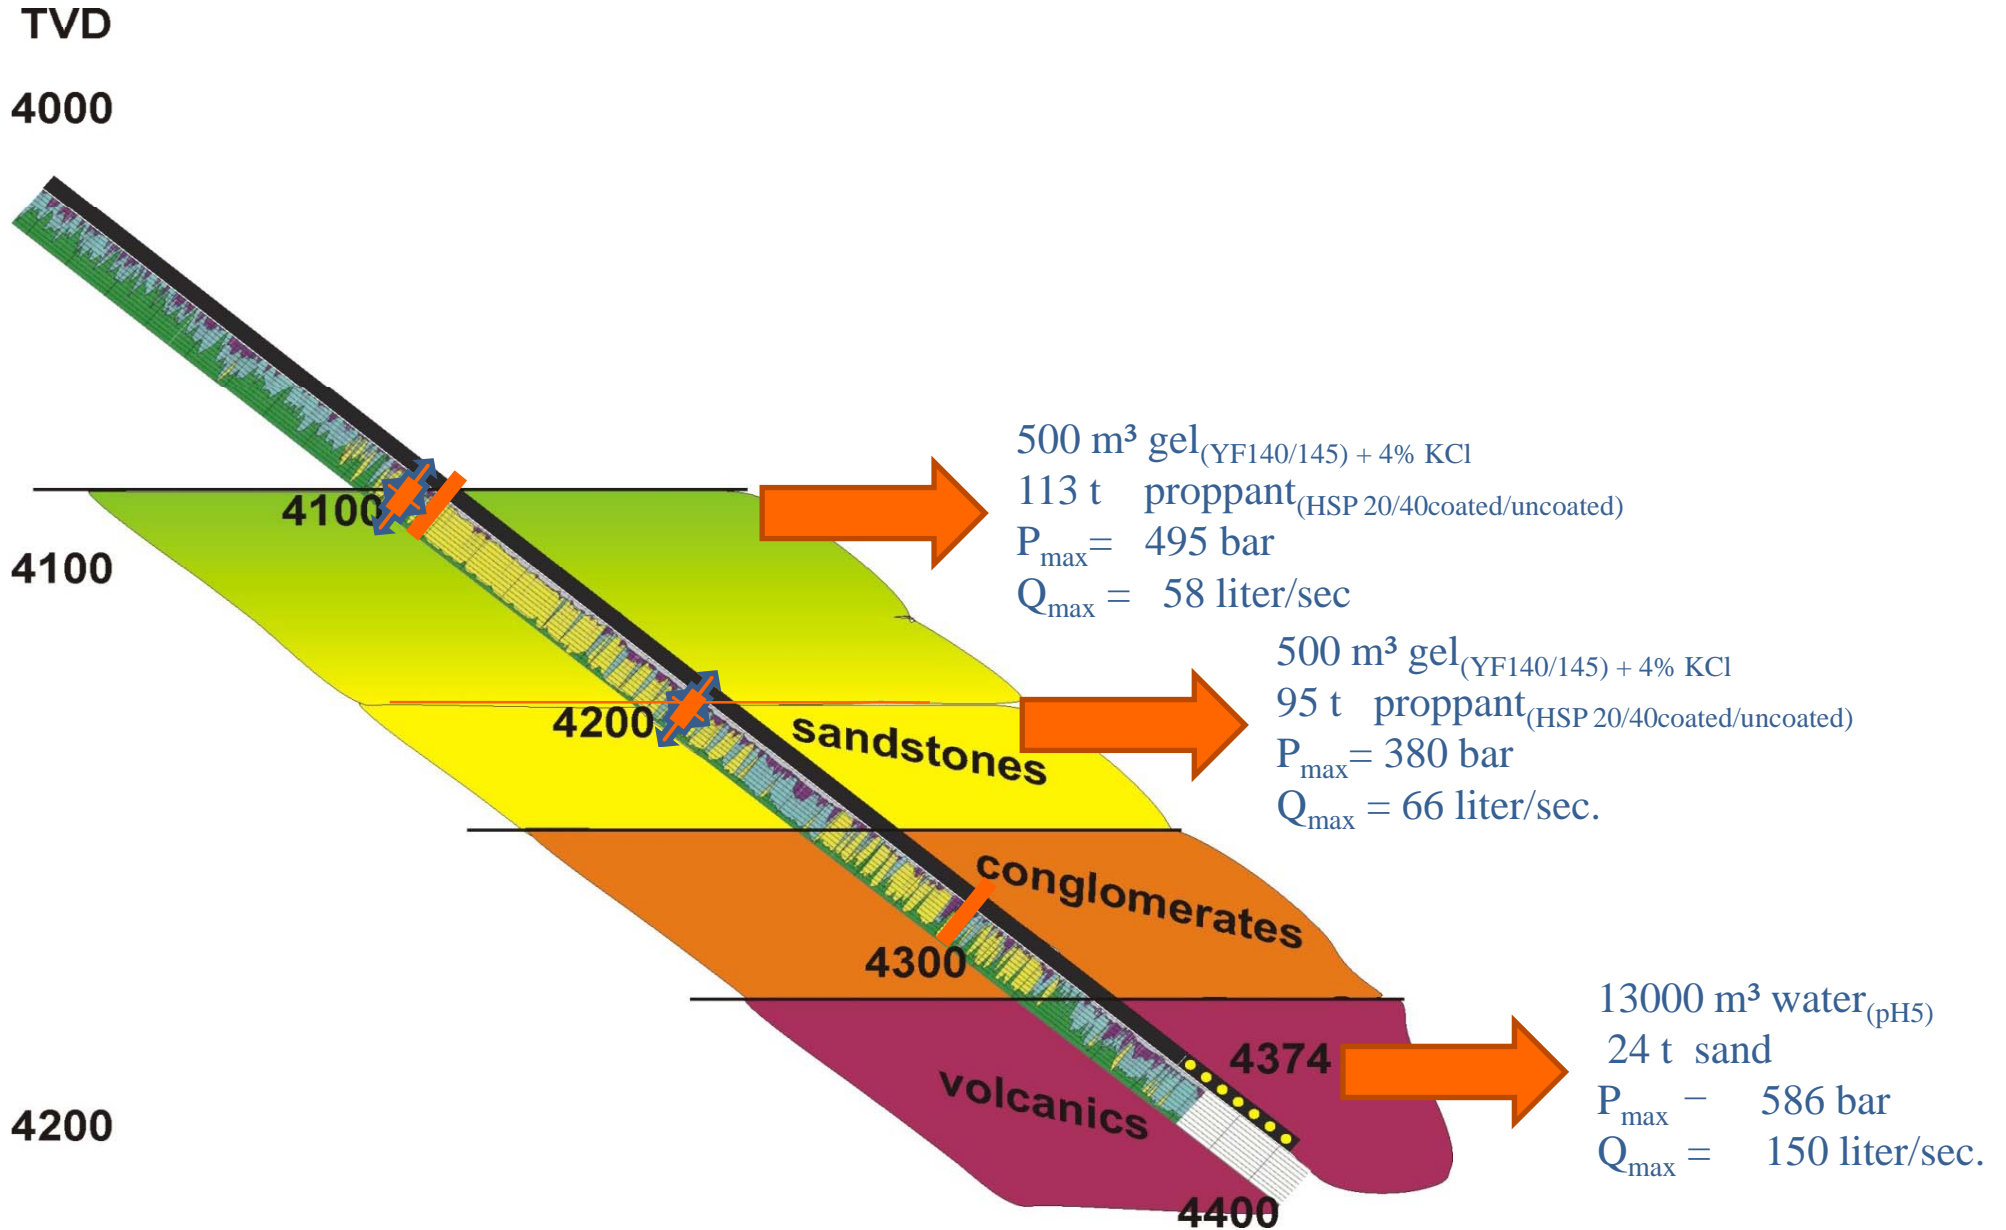 TVD
4000
4100
4200
4100
4200
4300
4374
4400
sandstones
conglomerates
volcanics
500 m³ gel(YF140/145) + 4% KCl
113 t proppant(HSP 20/40coated/uncoated)
Pmax= 495 bar
Qmax = 58 liter/sec
500 m³ gel(YF140/145) + 4% KCl
95 t proppant(HSP 20/40coated/uncoated)
Pmax= 380 bar
Qmax = 66 liter/sec.
13000 m³ water(pH5)
24 t sand
Pmax – 586 bar
Qmax = 150 liter/sec.